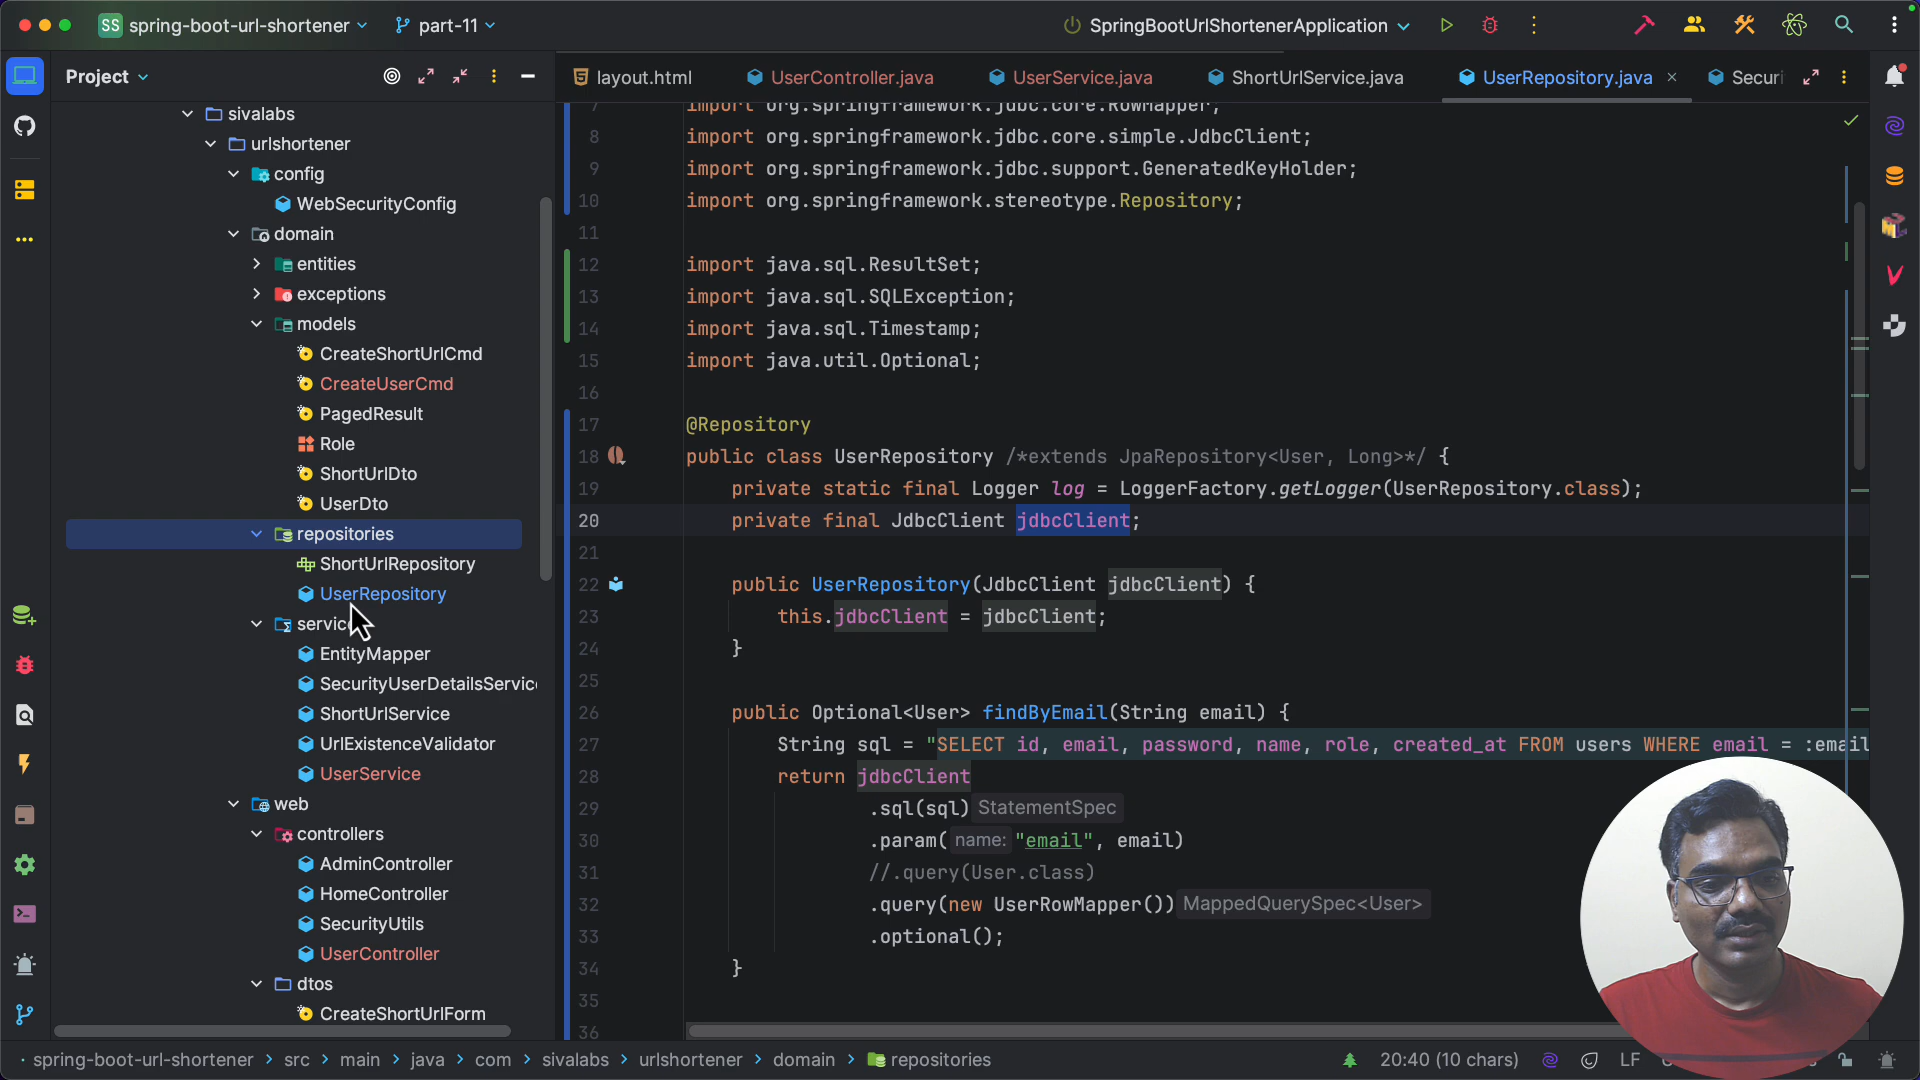 SS spring-boot-url-shortener part-11 SpringBootUrlShortenerApplication
Project
layout.html UserController.java UserService.java ShortUrlService.java UserRepository.java Securi
sivalabs
urlshortener
config
WebSecurityConfig
domain
entities
exceptions
models
CreateShortUrlCmd
CreateUserCmd
PagedResult
Role
ShortUrlDto
UserDto
repositories
ShortUrlRepository
UserRepository
service
EntityMapper
SecurityUserDetailsService
ShortUrlService
UrlExistenceValidator
UserService
web
controllers
AdminController
HomeController
SecurityUtils
UserController
dtos
CreateShortUrlForm
7 import org.springframework.jdbc.core.RowMapper;
8 import org.springframework.jdbc.core.simple.JdbcClient;
9 import org.springframework.jdbc.support.GeneratedKeyHolder;
10 import org.springframework.stereotype.Repository;
11
12 import java.sql.ResultSet;
13 import java.sql.SQLException;
14 import java.sql.Timestamp;
15 import java.util.Optional;
16
17 @Repository
18 public class UserRepository /*extends JpaRepository<User, Long>*/ {
19 private static final Logger log = LoggerFactory.getLogger(UserRepository.class);
20 private final JdbcClient jdbcClient;
21
22 public UserRepository(JdbcClient jdbcClient) {
23 this.jdbcClient = jdbcClient;
24 }
25
26 public Optional<User> findByEmail(String email) {
27 String sql = "SELECT id, email, password, name, role, created_at FROM users WHERE email = :email
28 return jdbcClient
29 .sql(sql) StatementSpec
30 .param( name: "email", email)
31 //.query(User.class)
32 .query(new UserRowMapper()) MappedQuerySpec<User>
33 .optional();
34 }
35
36
spring-boot-url-shortener > src > main > java > com > sivalabs > urlshortener > domain > repositories 20:40 (10 chars) LF